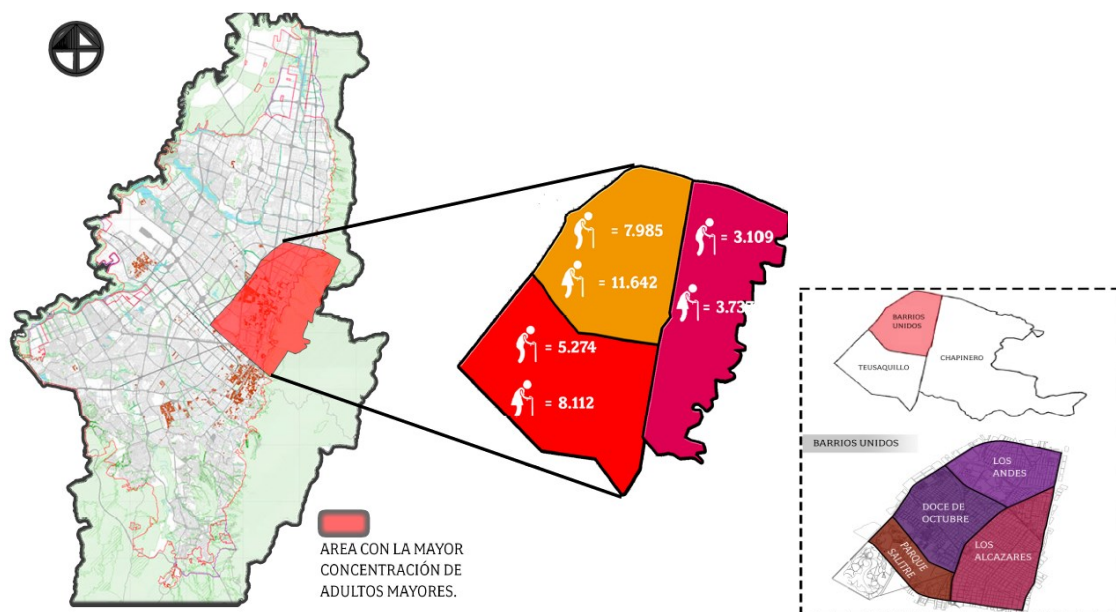 = 7.985
= 11.642
= 3.109
= 5.274
= 8.112
AREA CON LA MAYOR
CONCENTRACIÓN DE
ADULTOS MAYORES.
BARRIOS
UNIDOS
TEUSAQUILLO
CHAPINERO
BARRIOS UNIDOS
LOS
ANDES
DOCE DE
OCTUBRE
PARQUE
SALITRE
LOS
ALCAZARES